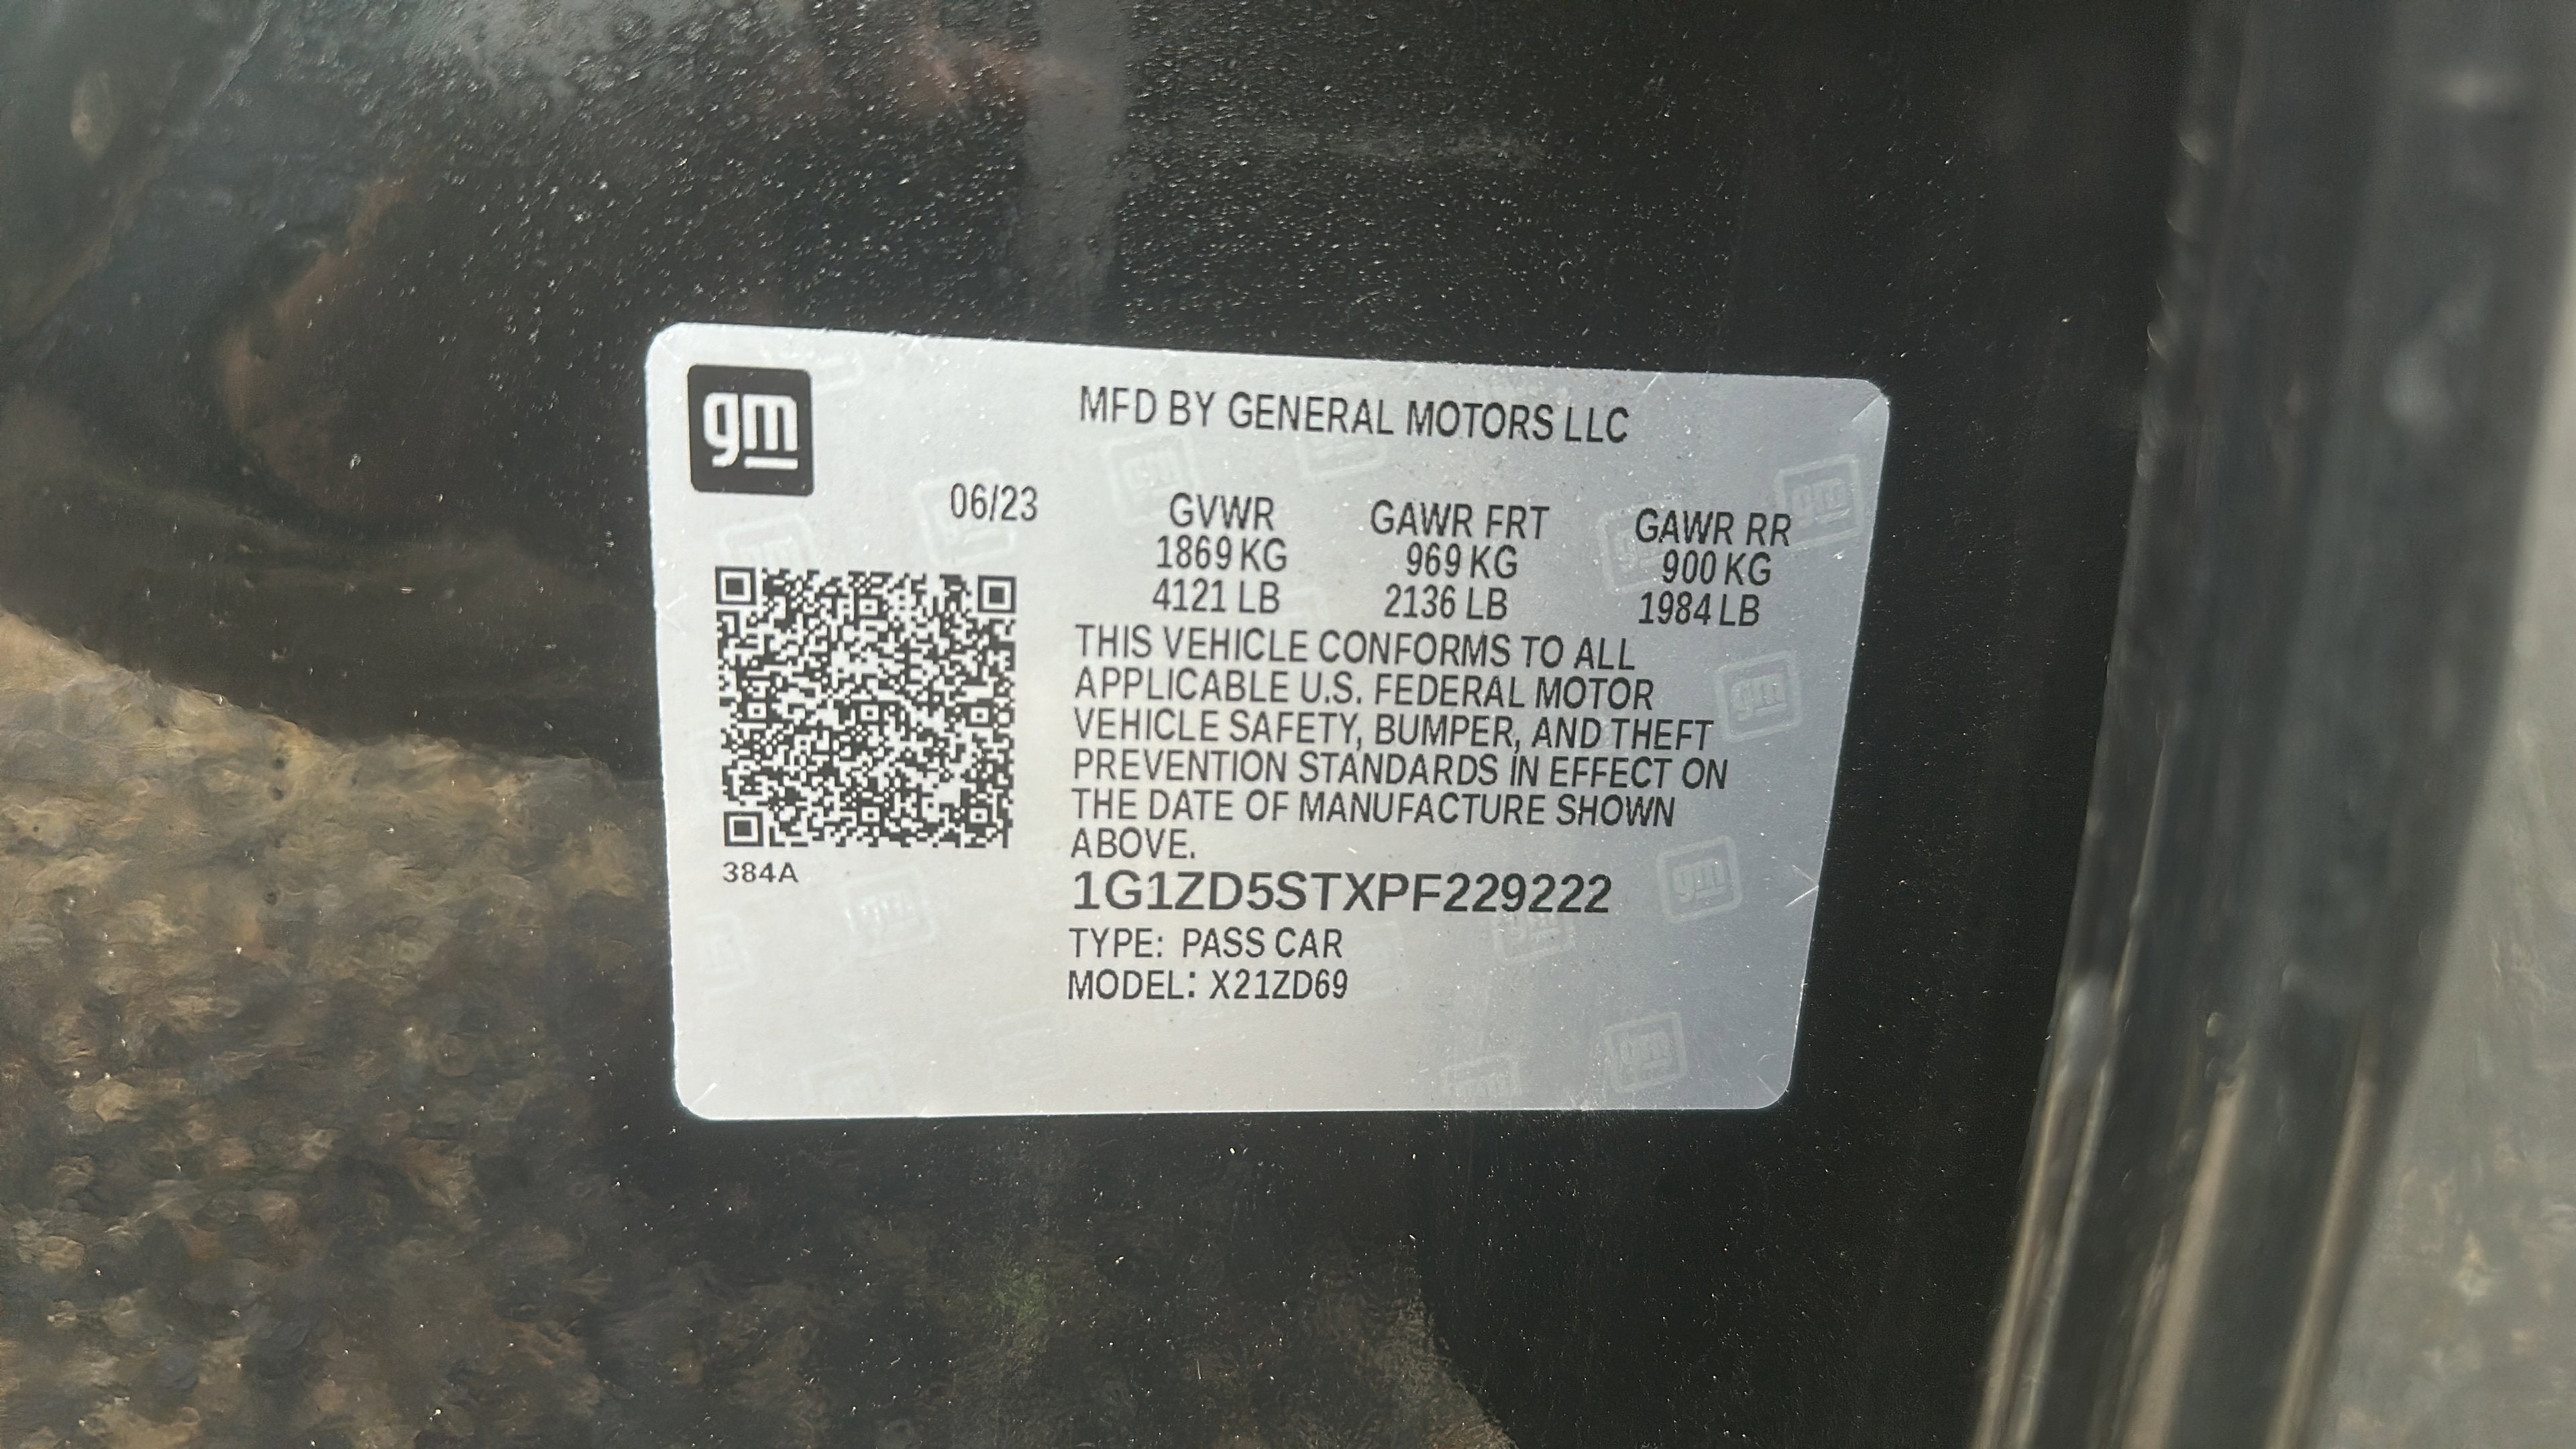 gm
MFD BY GENERAL MOTORS LLC
06/23
GVWR GAWR FRT GAWR RR
1869 KG 969 KG 900 KG
4121 LB 2136 LB 1984 LB
THIS VEHICLE CONFORMS TO ALL
APPLICABLE U.S. FEDERAL MOTOR
VEHICLE SAFETY, BUMPER, AND THEFT
PREVENTION STANDARDS IN EFFECT ON
THE DATE OF MANUFACTURE SHOWN
ABOVE.
384A
1G1ZD5STXPF229222
TYPE: PASS CAR
MODEL: X21ZD69